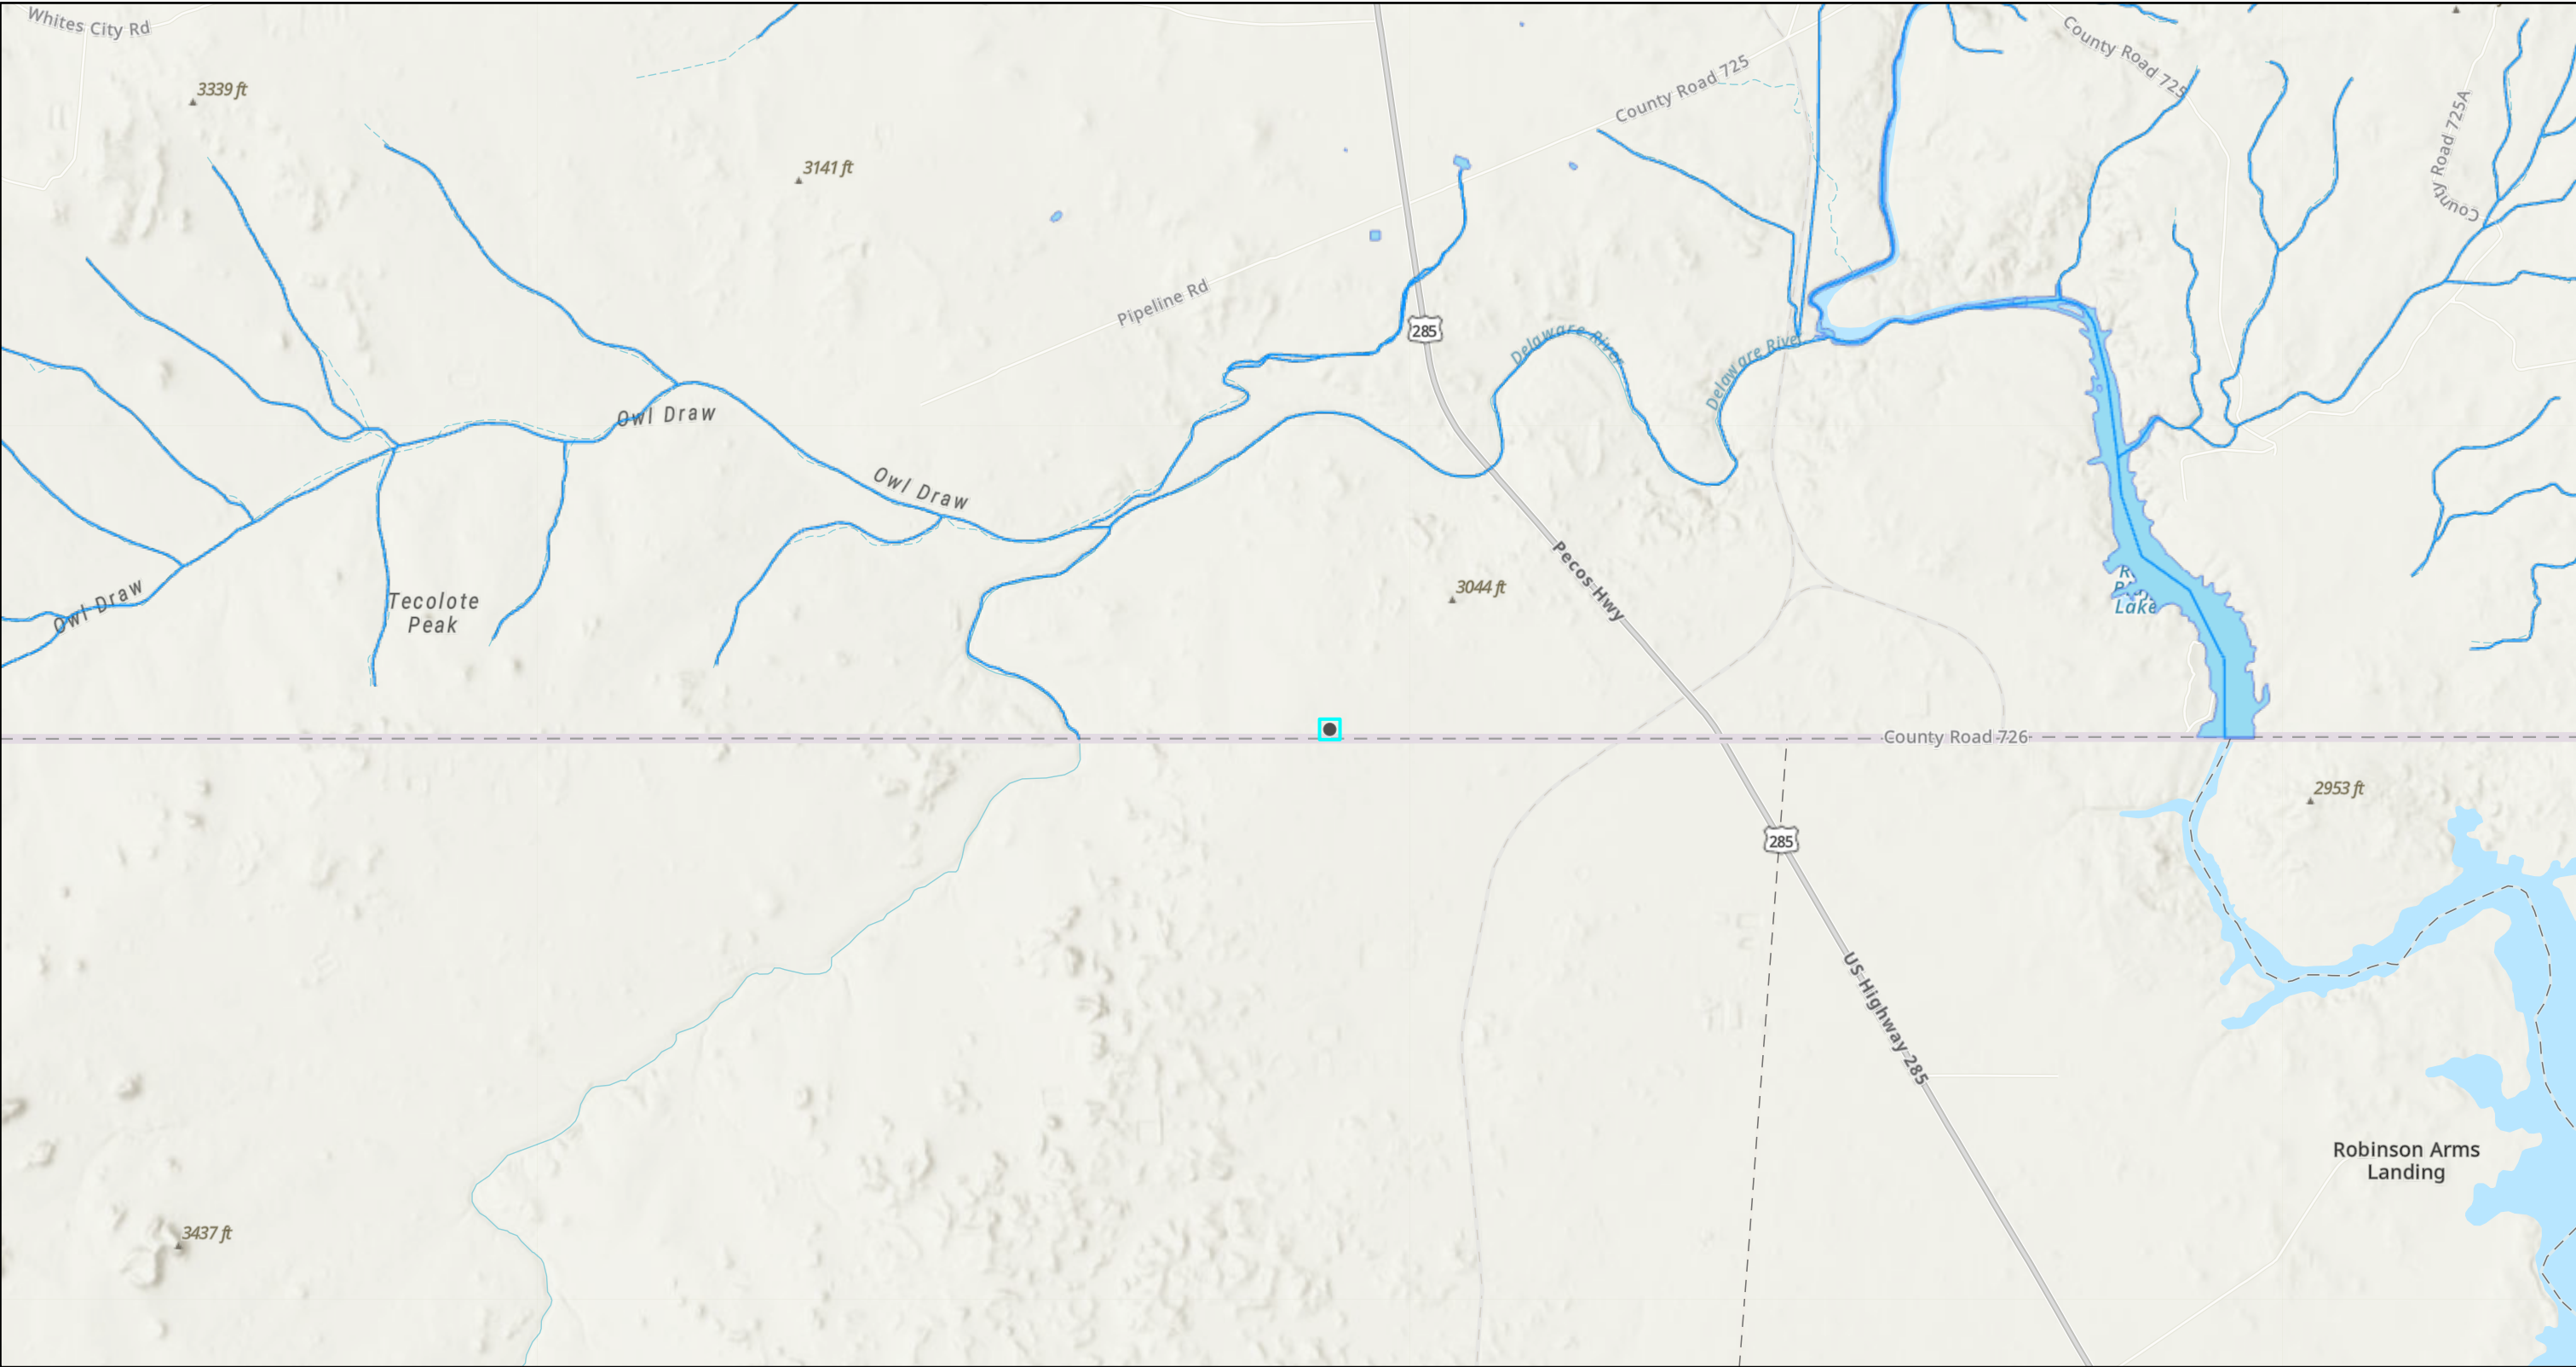 Whites City Rd
County Road 725
County Road 725
3339 ft
County Road 725A
County
3141 ft
Pipeline Rd
285
Delaware River
Delaware River
Owl Draw
Owl Draw
Pecos Hwy
3044 ft
Owl Draw
Tecolote
Peak
Lake
County Road 726
2953 ft
285
US Highway 285
Robinson Arms
Landing
3437 ft